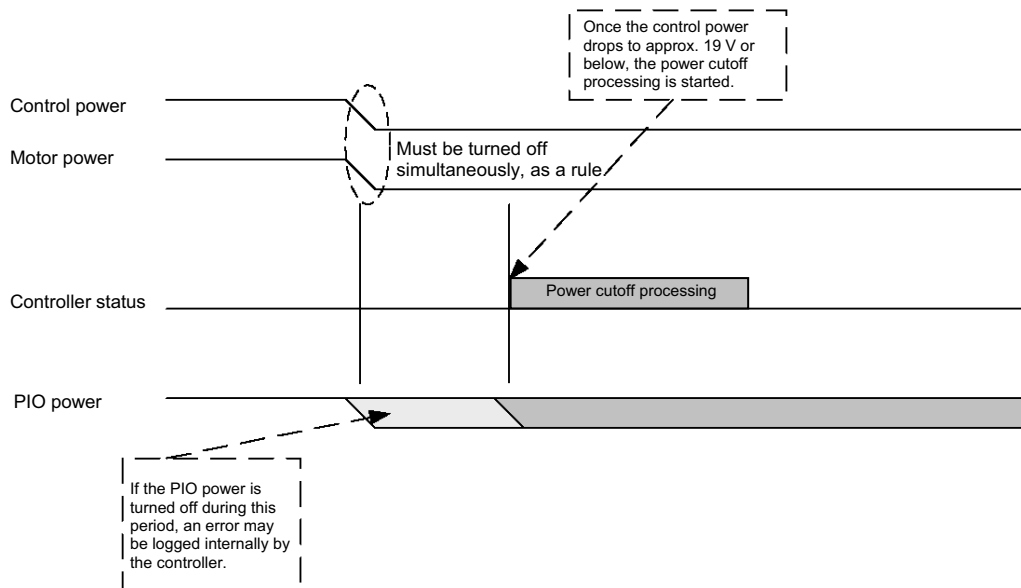 Once the control power
drops to approx. 19 V or
below, the power cutoff
processing is started.
Control power
Motor power
Must be turned off
simultaneously, as a rule
Controller status
Power cutoff processing
PIO power
If the PIO power is
turned off during this
period, an error may
be logged internally by
the controller.